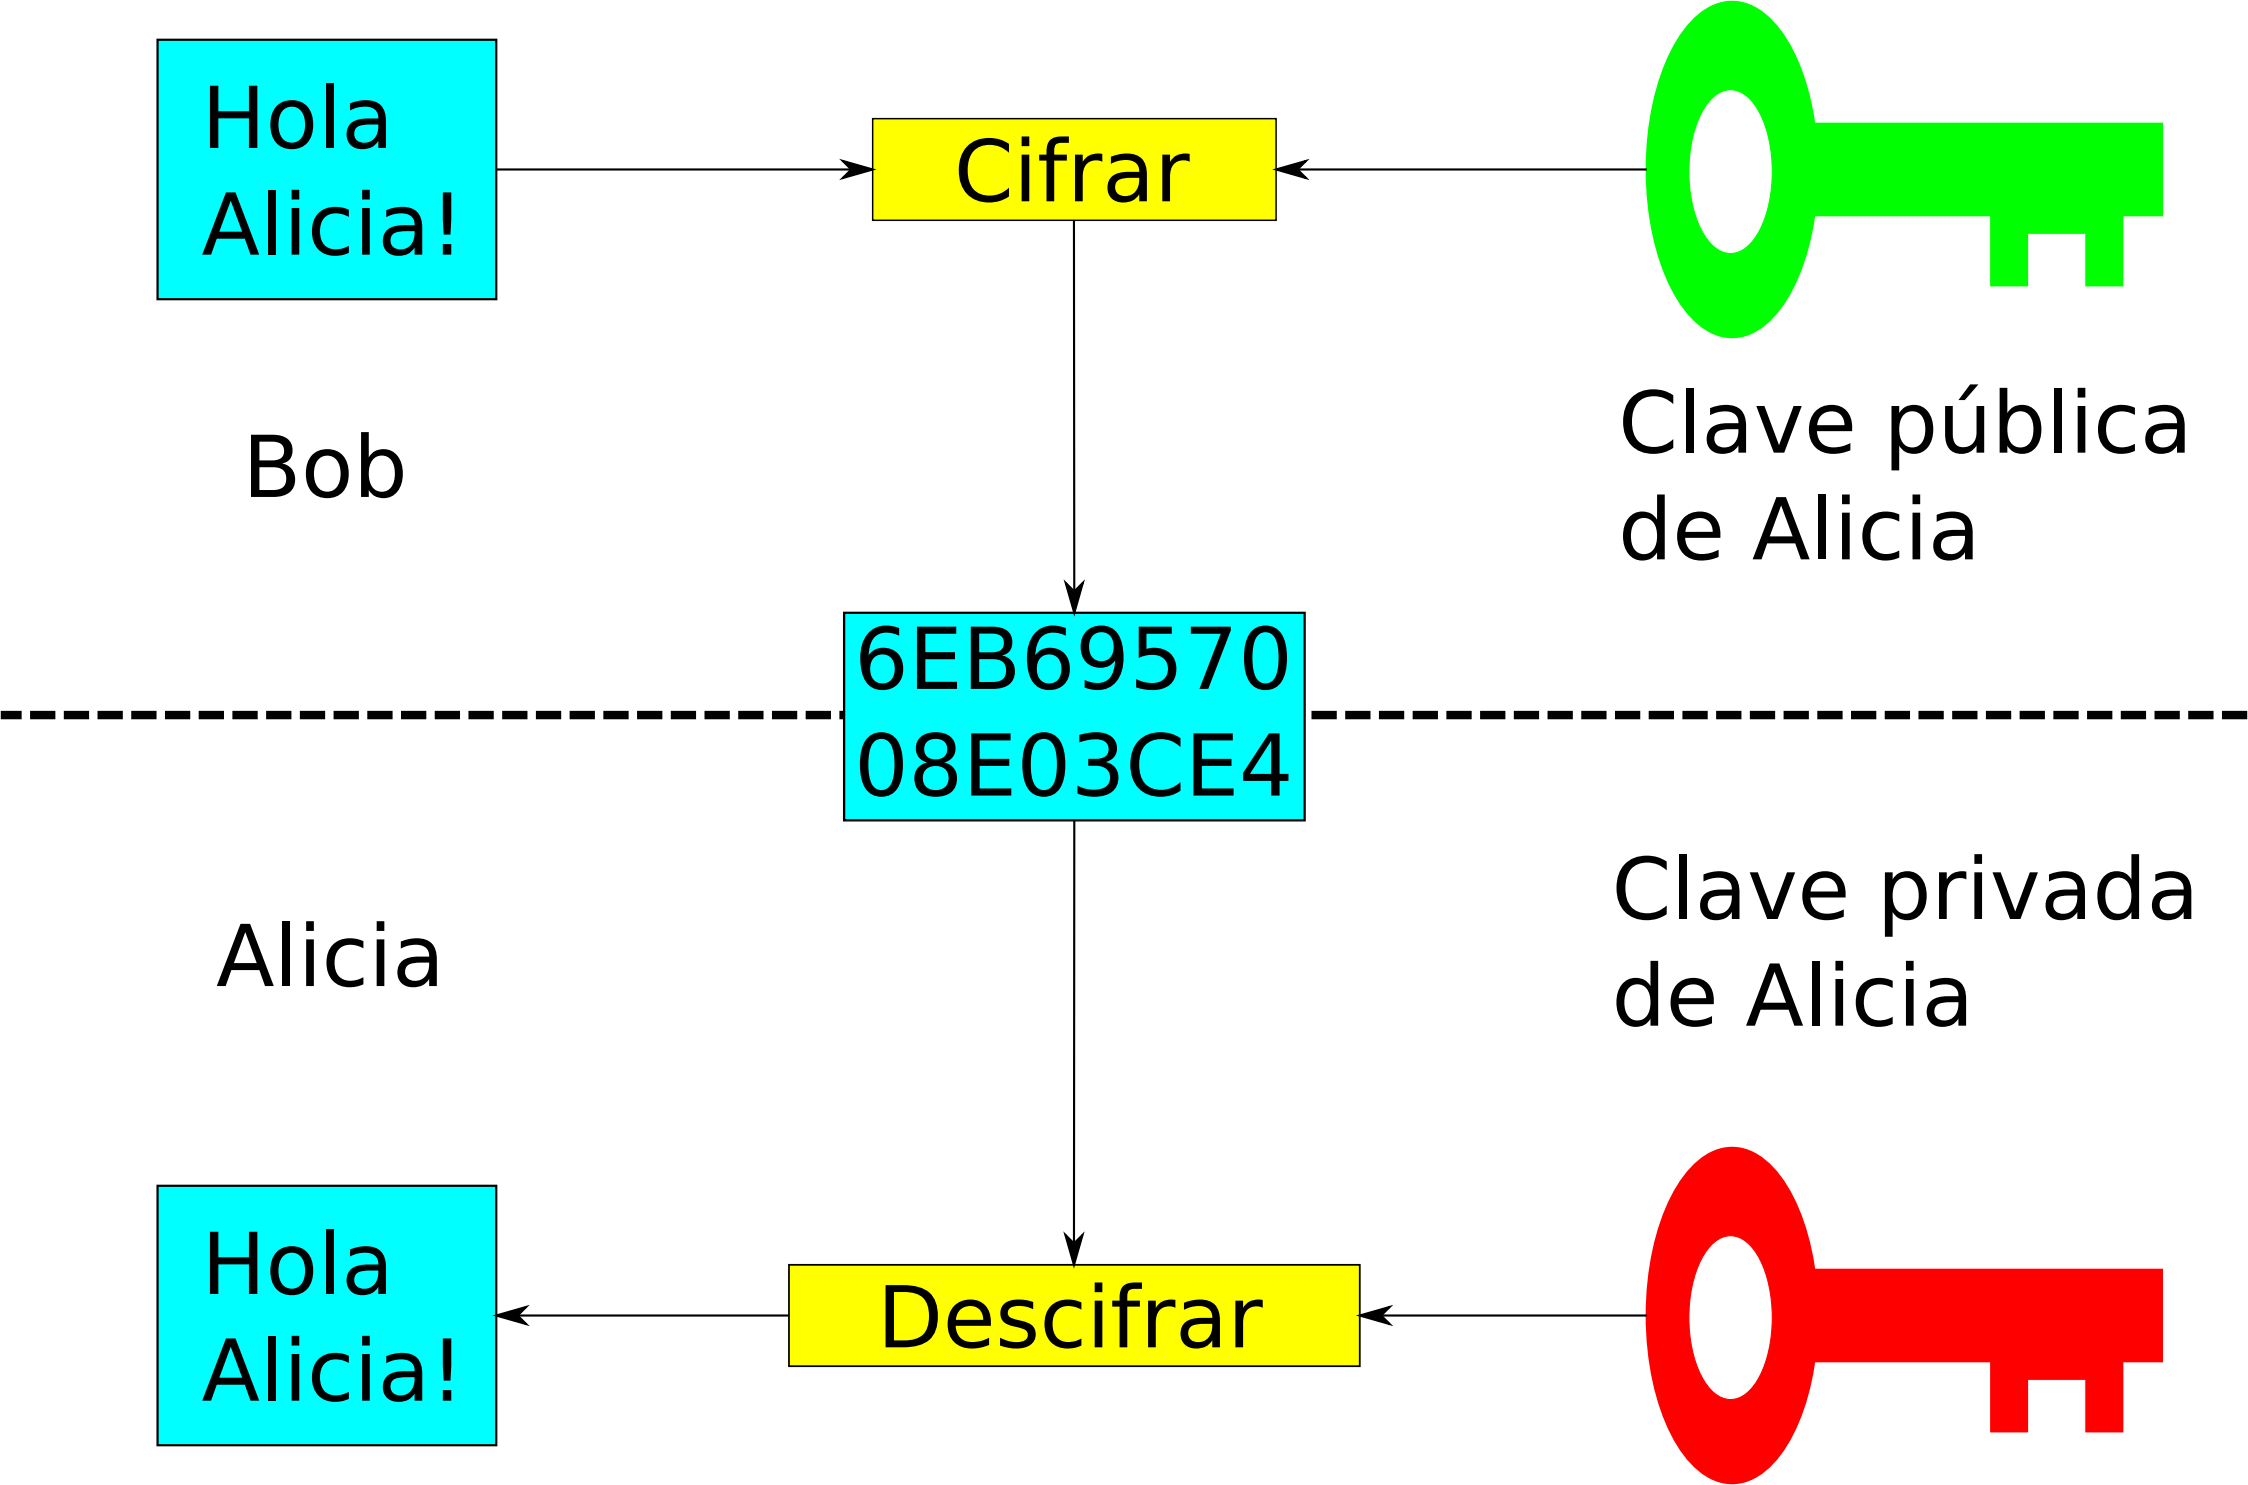 Hola
Alicia!
Cifrar
Bob
Clave pública
de Alicia
6EB69570
08E03CE4
Alicia
Clave privada
de Alicia
Hola
Alicia!
Descifrar